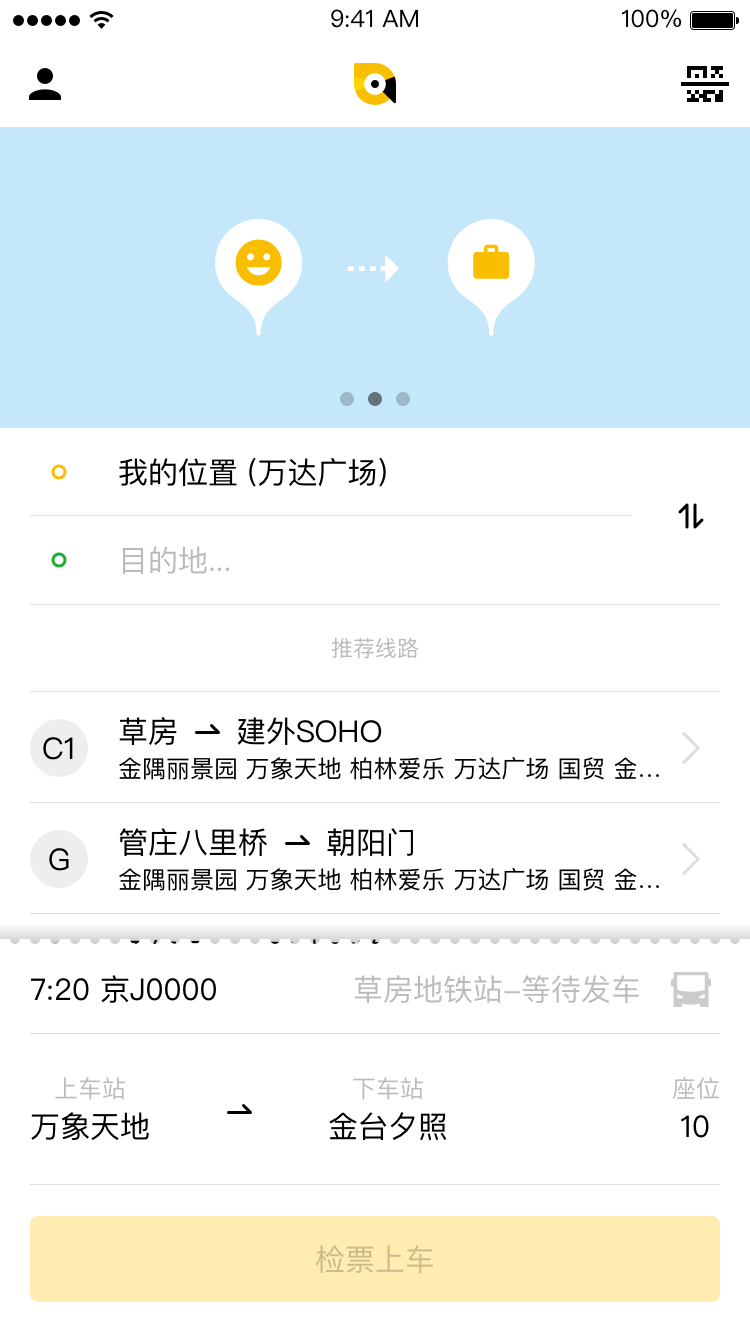 9:41 AM 100%
我的位置 (万达广场)
目的地...
推荐线路
C1 草房 ⇀ 建外SOHO
金隅丽景园 万象天地 柏林爱乐 万达广场 国贸 金...
G 管庄八里桥 ⇀ 朝阳门
金隅丽景园 万象天地 柏林爱乐 万达广场 国贸 金...
7:20 京J0000 草房地铁站-等待发车
上车站 下车站 座位
万象天地 ⇀ 金台夕照 10
检票上车